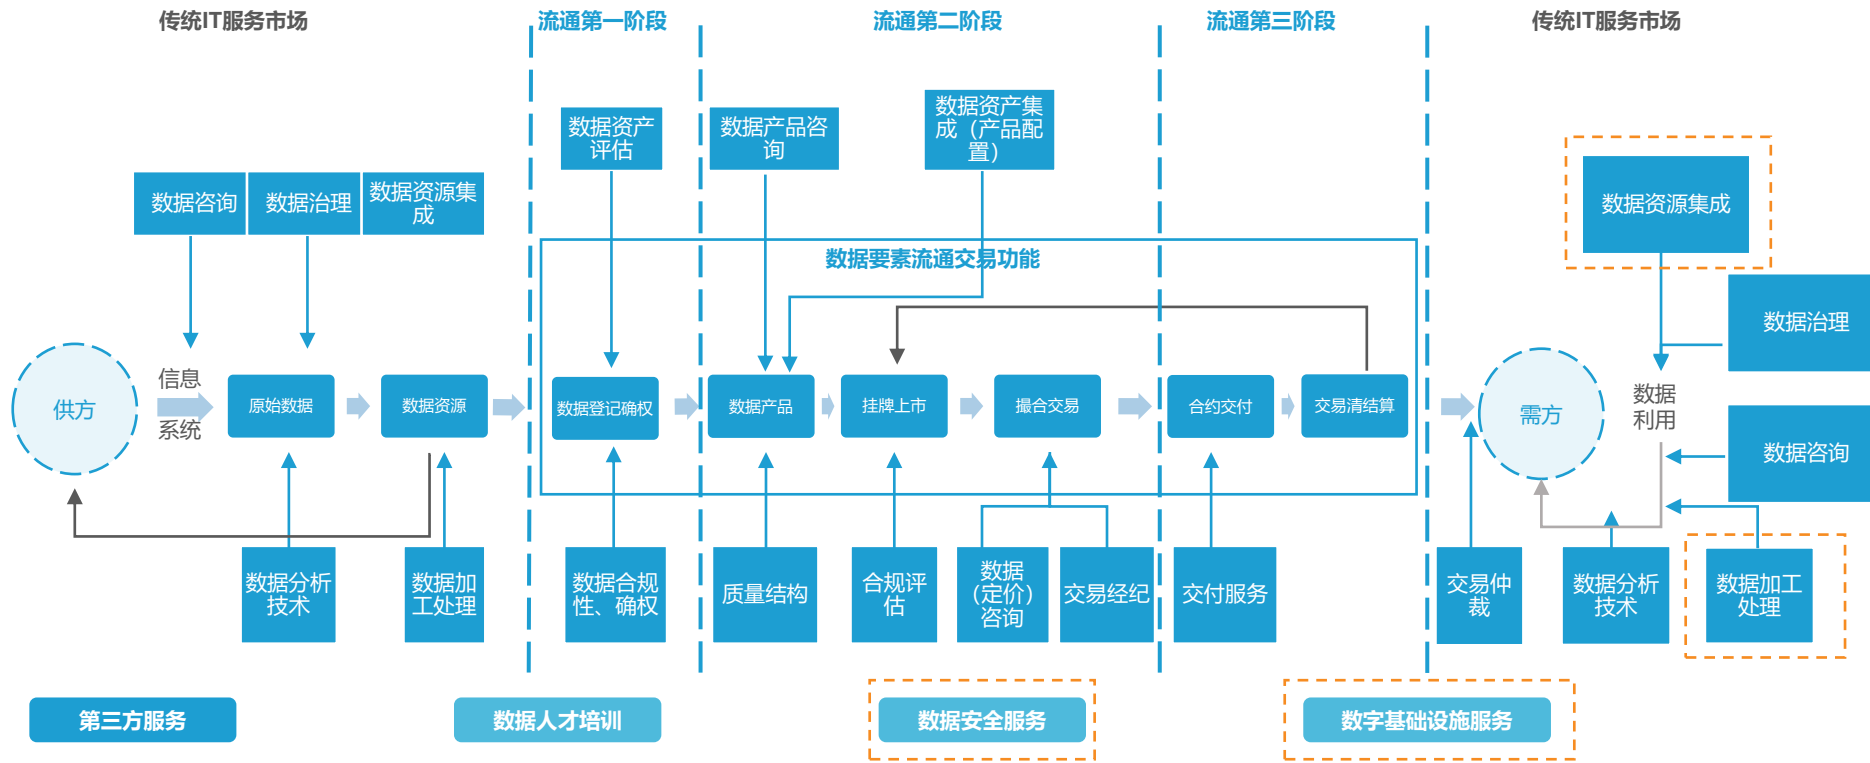 传统IT服务市场
流通第一阶段
流通第二阶段
流通第三阶段
传统IT服务市场
数据资产
评估
数据产品咨
询
数据资产集
成（产品配
置）
数据咨询
数据治理
数据资源集
成
数据资源集成
数据要素流通交易功能
数据治理
供方
信息
系统
原始数据
数据资源
数据登记确权
数据产品
挂牌上市
撮合交易
合约交付
交易清结算
需方
数据
利用
数据咨询
数据分析
技术
数据加
工处理
数据合规
性、确权
质量结构
合规评
估
数据
（定价）
咨询
交易经纪
交付服务
交易仲
裁
数据分析
技术
数据加工
处理
第三方服务
数据人才培训
数据安全服务
数字基础设施服务